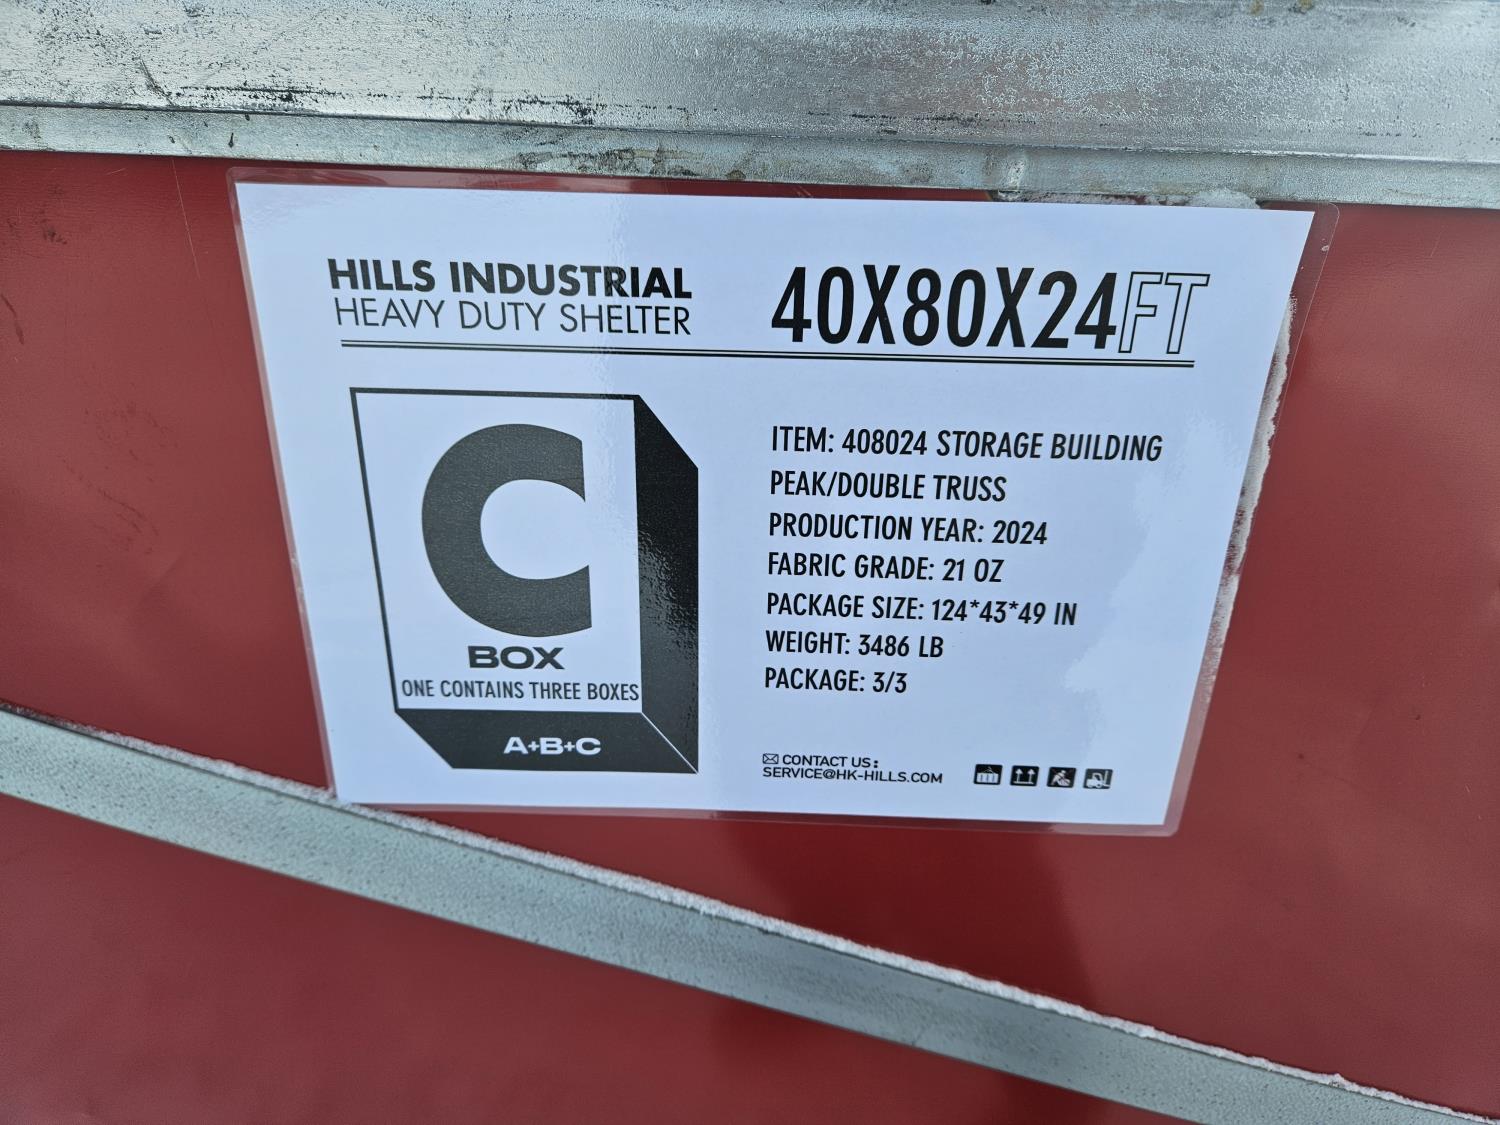 HILLS INDUSTRIAL
HEAVY DUTY SHELTER
40X80X24FT
C
BOX
ONE CONTAINS THREE BOXES
A+B+C
ITEM: 408024 STORAGE BUILDING
PEAK/DOUBLE TRUSS
PRODUCTION YEAR: 2024
FABRIC GRADE: 21 OZ
PACKAGE SIZE: 124*43*49 IN
WEIGHT: 3486 LB
PACKAGE: 3/3
CONTACT US:
SERVICE@HK-HILLS.COM